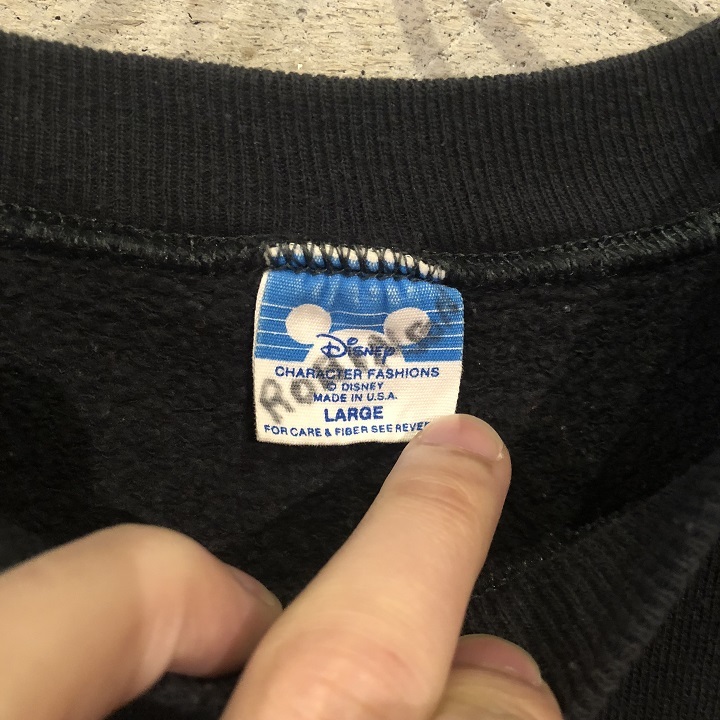 Disney
CHARACTER FASHIONS
© DISNEY
MADE IN U.S.A.
LARGE
FOR CARE & FIBER SEE REVE